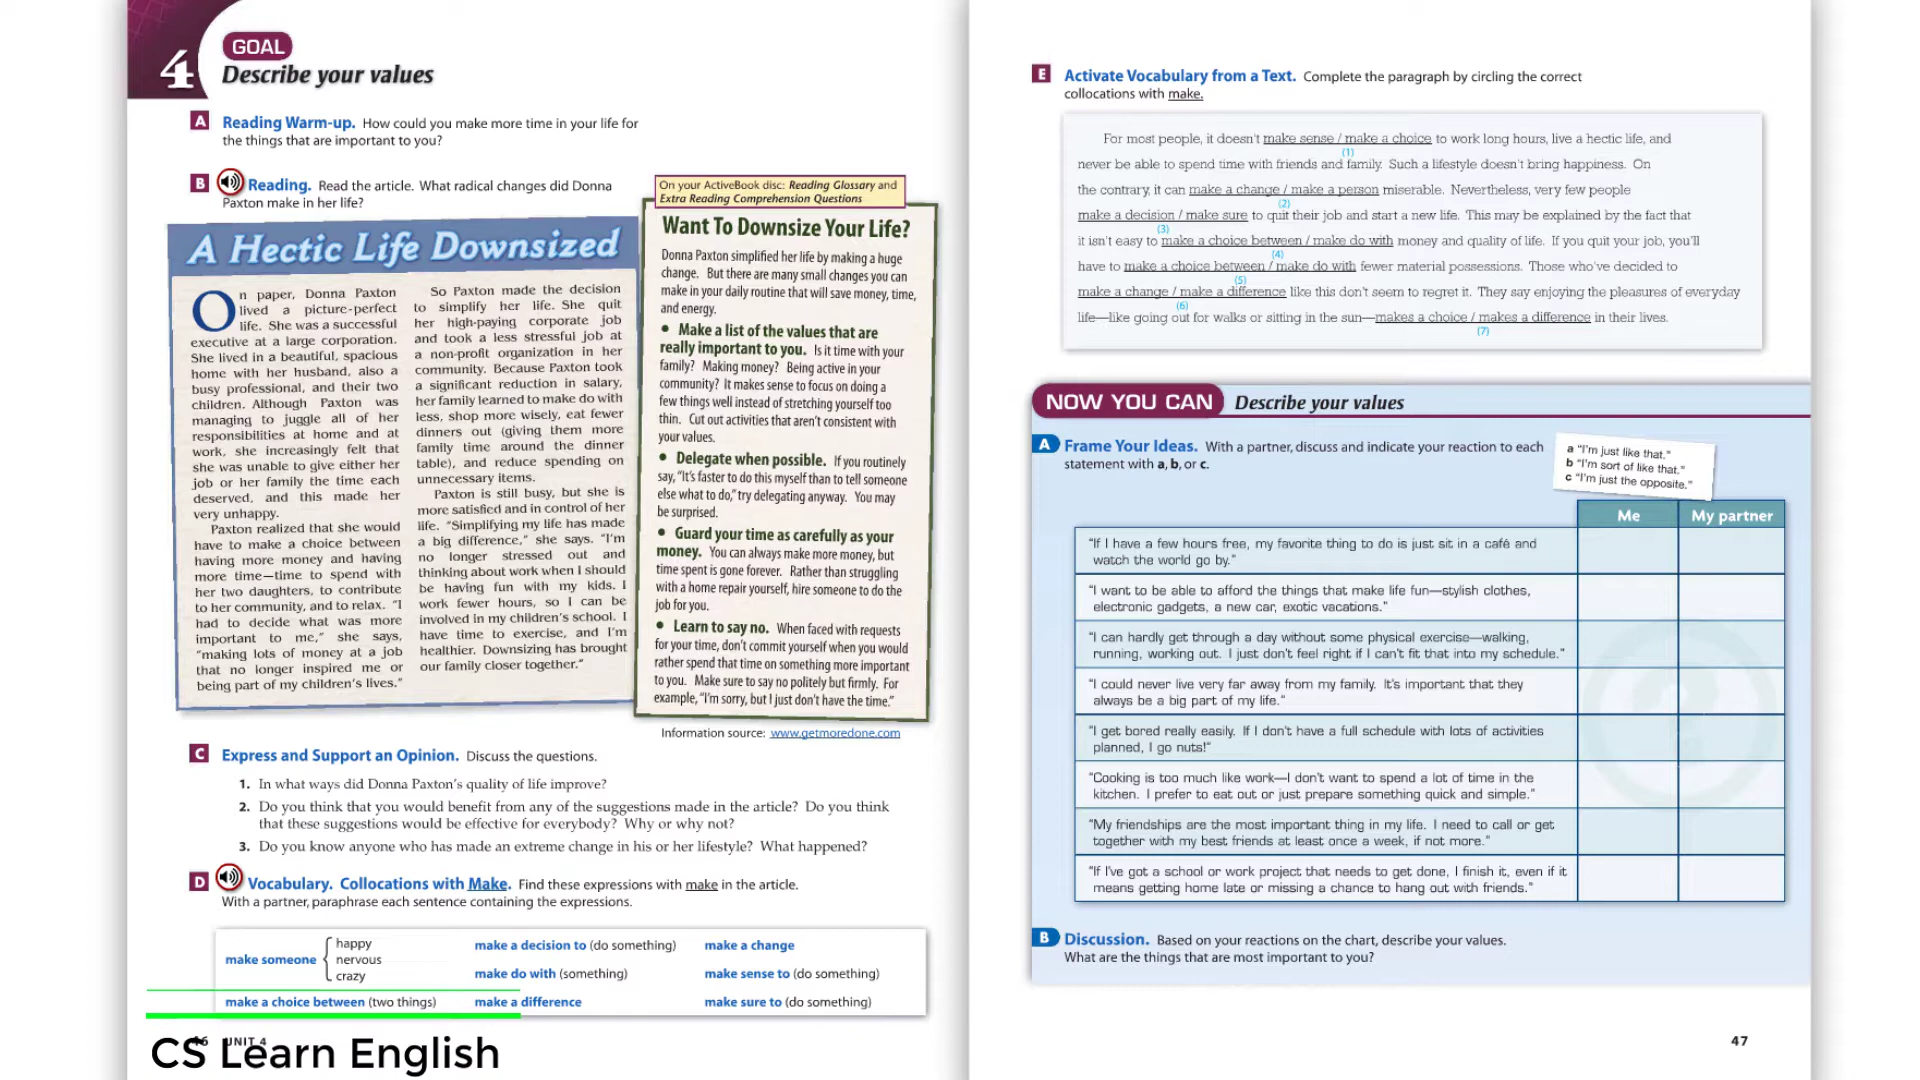 4
GOAL
Describe your values
A Reading Warm-up. How could you make more time in your life for
the things that are important to you?
B Reading. Read the article. What radical changes did Donna
Paxton make in her life?
A Hectic Life Downsized
On paper, Donna Paxton
lived a picture-perfect
life. She was a successful
executive at a large corporation.
She lived in a beautiful, spacious
home with her husband, also a
busy professional, and their two
children. Although Paxton was
managing to juggle all of her
responsibilities at home and at
work, she increasingly felt that
she was unable to give either her
job or her family the time each
deserved, and this made her
very unhappy.
Paxton realized that she would
have to make a choice between
having more money and having
more time—time to spend with
her two daughters, to contribute
to her community, and to relax. "I
had to decide what was more
important to me," she says,
"making lots of money at a job
that no longer inspired me or
being part of my children's lives."
So Paxton made the decision
to simplify her life. She quit
her high-paying corporate job
and took a less stressful job at
a non-profit organization in her
community. Because Paxton took
a significant reduction in salary,
her family learned to make do with
less, shop more wisely, eat fewer
dinners out (giving them more
family time around the dinner
table), and reduce spending on
unnecessary items.
Paxton is still busy, but she is
more satisfied and in control of her
life. "Simplifying my life has made
a big difference," she says. "I'm
no longer stressed out and
thinking about work when I should
be having fun with my kids. I
work fewer hours, so I can be
involved in my children's school. I
have time to exercise, and I'm
healthier. Downsizing has brought
our family closer together."
On your ActiveBook disc: Reading Glossary and
Extra Reading Comprehension Questions
Want To Downsize Your Life?
Donna Paxton simplified her life by making a huge
change. But there are many small changes you can
make in your daily routine that will save money, time,
and energy.
• Make a list of the values that are
really important to you. Is it time with your
family? Making money? Being active in your
community? It makes sense to focus on doing a
few things well instead of stretching yourself too
thin. Cut out activities that aren't consistent with
your values.
• Delegate when possible. If you routinely
say, "It's faster to do this myself than to tell someone
else what to do," try delegating anyway. You may
be surprised.
• Guard your time as carefully as your
money. You can always make more money, but
time spent is gone forever. Rather than struggling
with a home repair yourself, hire someone to do the
job for you.
• Learn to say no. When faced with requests
for your time, don't commit yourself when you would
rather spend that time on something more important
to you. Make sure to say no politely but firmly. For
example, "I'm sorry, but I just don't have the time."
Information source: www.getmoredone.com
C Express and Support an Opinion. Discuss the questions.
1. In what ways did Donna Paxton's quality of life improve?
2. Do you think that you would benefit from any of the suggestions made in the article? Do you think
that these suggestions would be effective for everybody? Why or why not?
3. Do you know anyone who has made an extreme change in his or her lifestyle? What happened?
D Vocabulary. Collocations with Make. Find these expressions with make in the article.
With a partner, paraphrase each sentence containing the expressions.
make someone { happy
nervous
crazy
make a choice between (two things)
make a decision to (do something)
make do with (something)
make a difference
make a change
make sense to (do something)
make sure to (do something)
46 UNIT 4
CS Learn English
E Activate Vocabulary from a Text. Complete the paragraph by circling the correct
collocations with make.
For most people, it doesn't make sense / make a choice to work long hours, live a hectic life, and
(1)
never be able to spend time with friends and family. Such a lifestyle doesn't bring happiness. On
the contrary, it can make a change / make a person miserable. Nevertheless, very few people
(2)
make a decision / make sure to quit their job and start a new life. This may be explained by the fact that
(3)
it isn't easy to make a choice between / make do with money and quality of life. If you quit your job, you'll
(4)
have to make a choice between / make do with fewer material possessions. Those who've decided to
(5)
make a change / make a difference like this don't seem to regret it. They say enjoying the pleasures of everyday
(6)
life—like going out for walks or sitting in the sun—makes a choice / makes a difference in their lives.
(7)
NOW YOU CAN Describe your values
A Frame Your Ideas. With a partner, discuss and indicate your reaction to each
statement with a, b, or c.
a "I'm just like that."
b "I'm sort of like that."
c "I'm just the opposite."
Me My partner
"If I have a few hours free, my favorite thing to do is just sit in a café and
watch the world go by."
"I want to be able to afford the things that make life fun—stylish clothes,
electronic gadgets, a new car, exotic vacations."
"I can hardly get through a day without some physical exercise—walking,
running, working out. I just don't feel right if I can't fit that into my schedule."
"I could never live very far away from my family. It's important that they
always be a big part of my life."
"I get bored really easily. If I don't have a full schedule with lots of activities
planned, I go nuts!"
"Cooking is too much like work—I don't want to spend a lot of time in the
kitchen. I prefer to eat out or just prepare something quick and simple."
"My friendships are the most important thing in my life. I need to call or get
together with my best friends at least once a week, if not more."
"If I've got a school or work project that needs to get done, I finish it, even if it
means getting home late or missing a chance to hang out with friends."
B Discussion. Based on your reactions on the chart, describe your values.
What are the things that are most important to you?
47